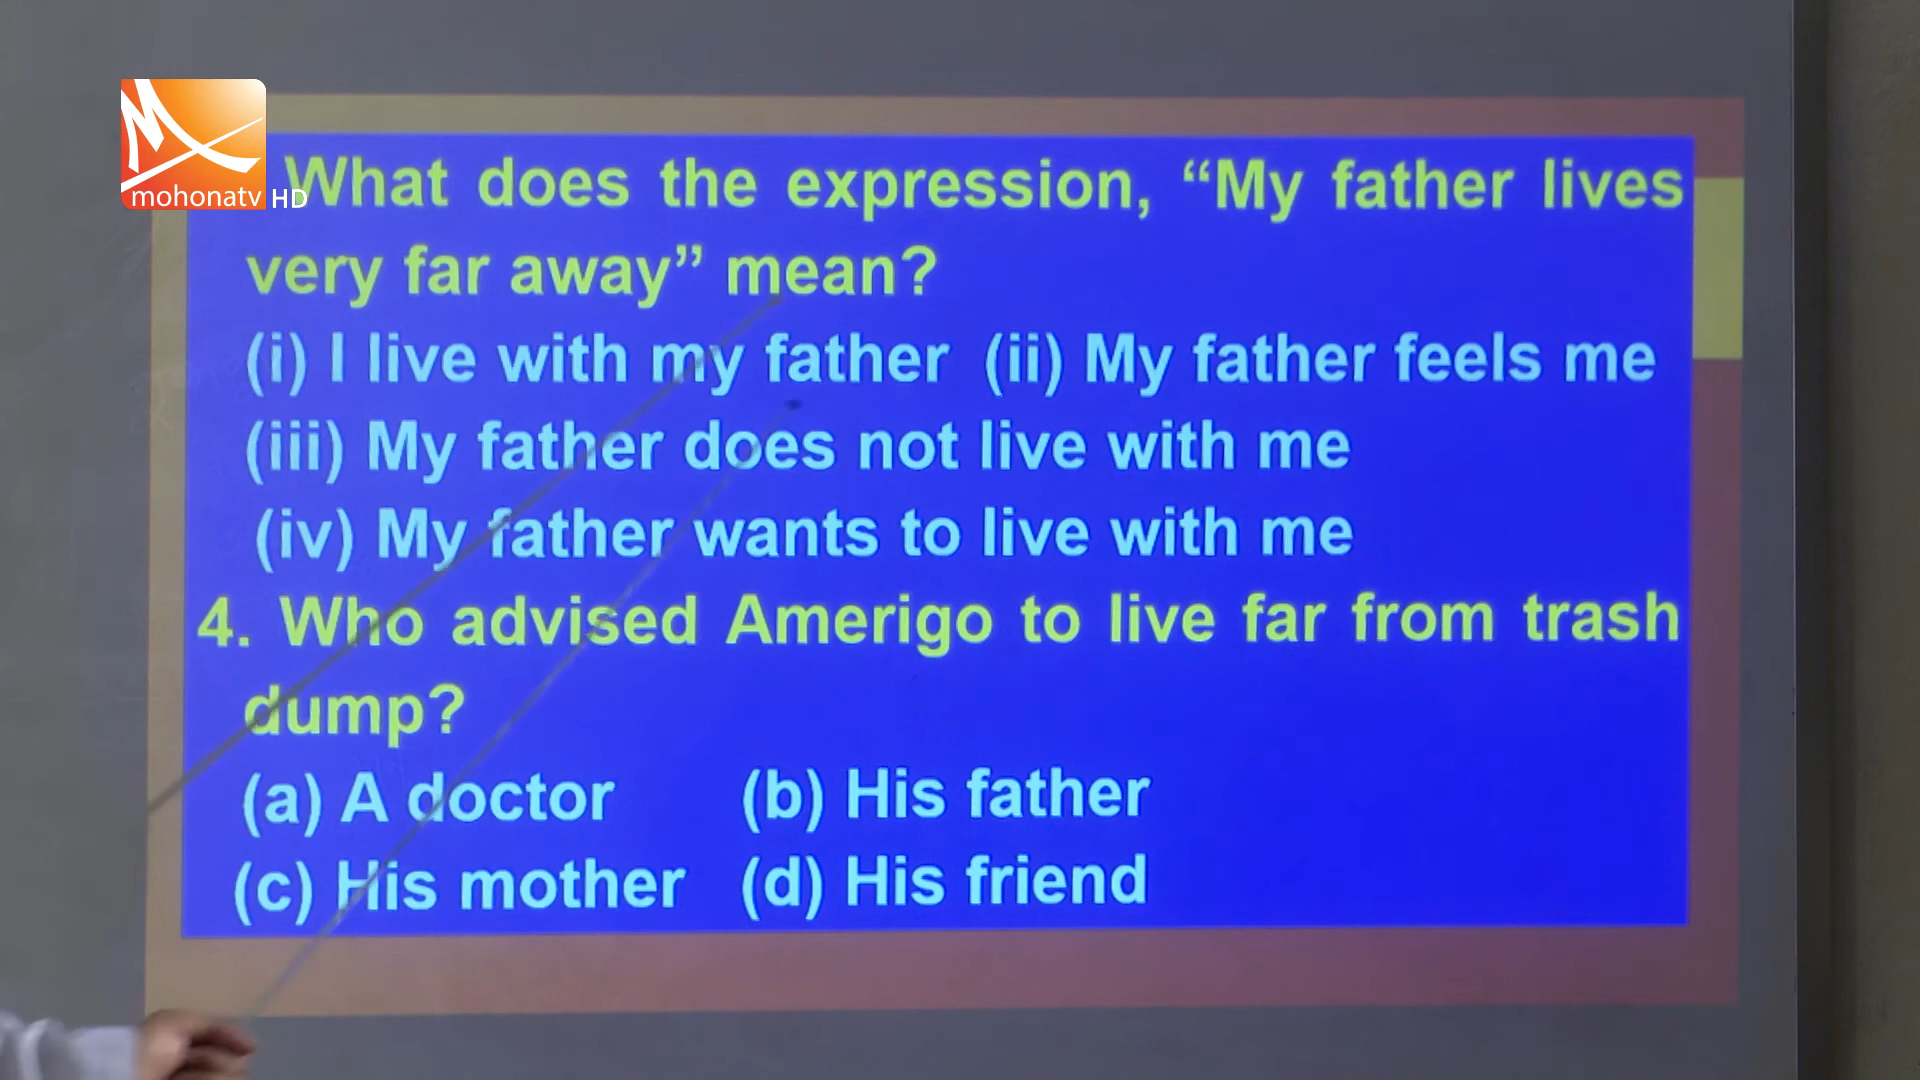 mohonatv HD
What does the expression, “My father lives
very far away” mean?
(i) I live with my father (ii) My father feels me
(iii) My father does not live with me
(iv) My father wants to live with me
4. Who advised Amerigo to live far from trash
dump?
(a) A doctor (b) His father
(c) His mother (d) His friend